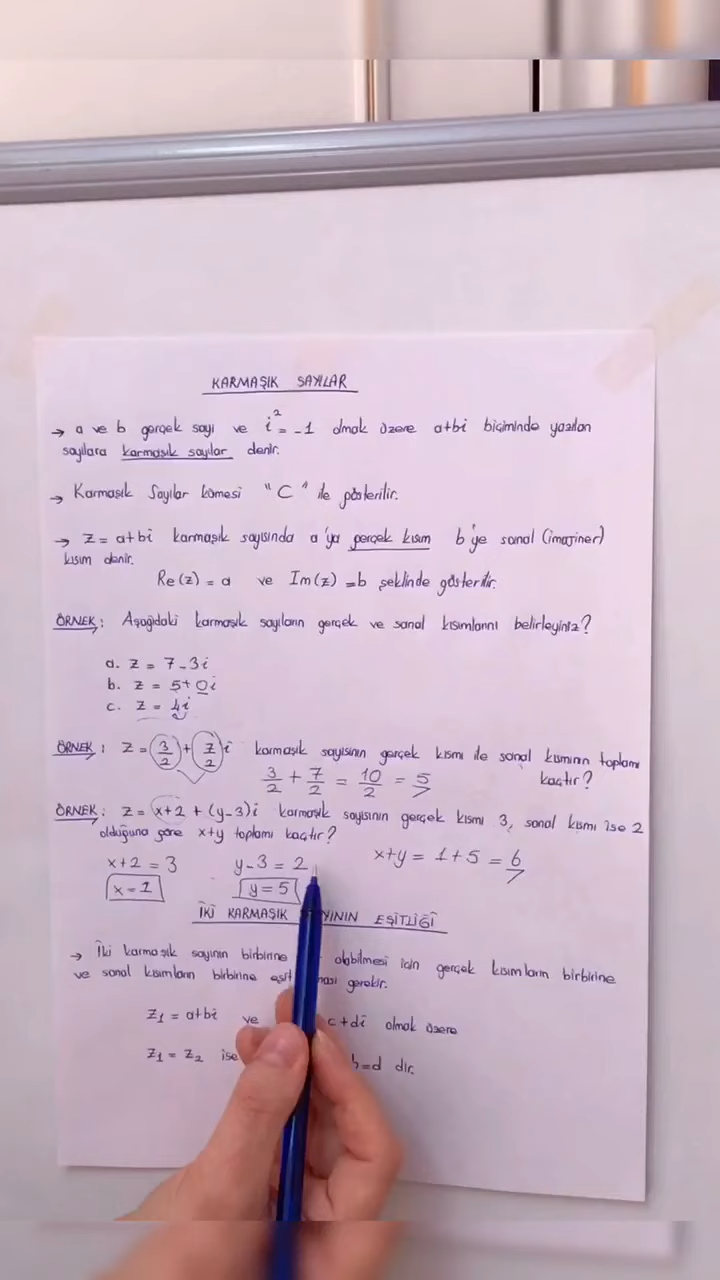 KARMAŞIK SAYILAR
→ a ve b gerçek sayı ve i² = -1 olmak üzere a+bi biçiminde yazılan
sayılara karmaşık sayılar denir.
→ Karmaşık Sayılar kümesi "C" ile gösterilir.
→ z = a+bi karmaşık sayısında a'ya gerçek kısım b'ye sanal (imajiner)
kısım denir.
Re(z) = a ve Im(z) = b şeklinde gösterilir.
ÖRNEK: Aşağıdaki karmaşık sayıların gerçek ve sanal kısımlarını belirleyiniz?
a. z = 7-3i
b. z = 5+0i
c. z = 4i
ÖRNEK: z = 3/2 + 7/2 i karmaşık sayısının gerçek kısmı ile sanal kısmının toplamı
kaçtır?
3/2 + 7/2 = 10/2 = 5
ÖRNEK: z = x+2 + (y-3)i karmaşık sayısının gerçek kısmı 3, sanal kısmı ise 2
olduğuna göre x+y toplamı kaçtır?
x+2 = 3 y-3 = 2 x+y = 1+5 = 6
x=1 y=5
İKİ KARMAŞIK YININ EŞİTLİĞİ
→ İki karmaşık sayının birbirine olabilmesi için gerçek kısımların birbirine
ve sanal kısımların birbirine eşit ması gerekir.
z₁ = a+bi ve c+di olmak üzere
z₁ = z₂ ise b=d dir.